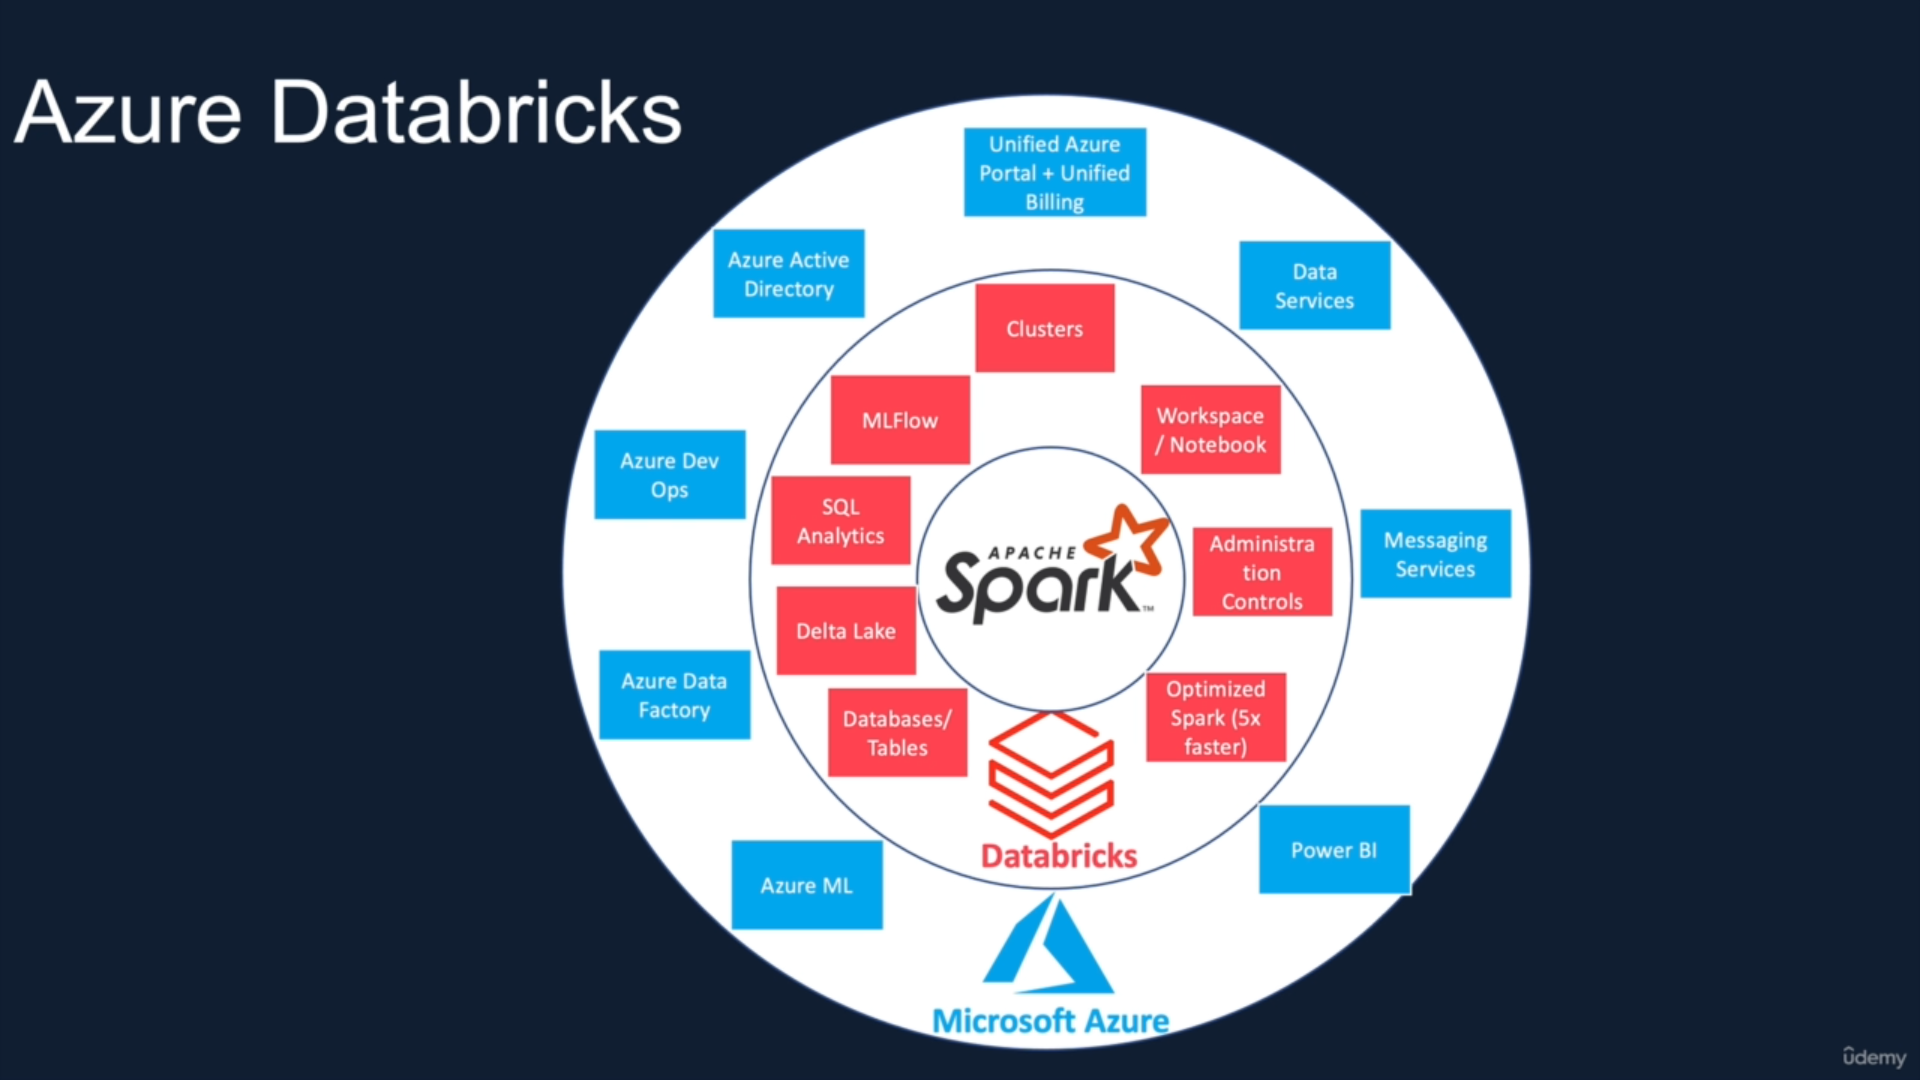 Azure Databricks
Unified Azure
Portal + Unified
Billing
Azure Active
Directory
Data
Services
Clusters
MLFlow
Workspace
/ Notebook
Azure Dev
Ops
SQL
Analytics
APACHE
Spark™
Administra
tion
Controls
Messaging
Services
Delta Lake
Azure Data
Factory
Databases/
Tables
Optimized
Spark (5x
faster)
Databricks
Power BI
Azure ML
Microsoft Azure
ûdemy